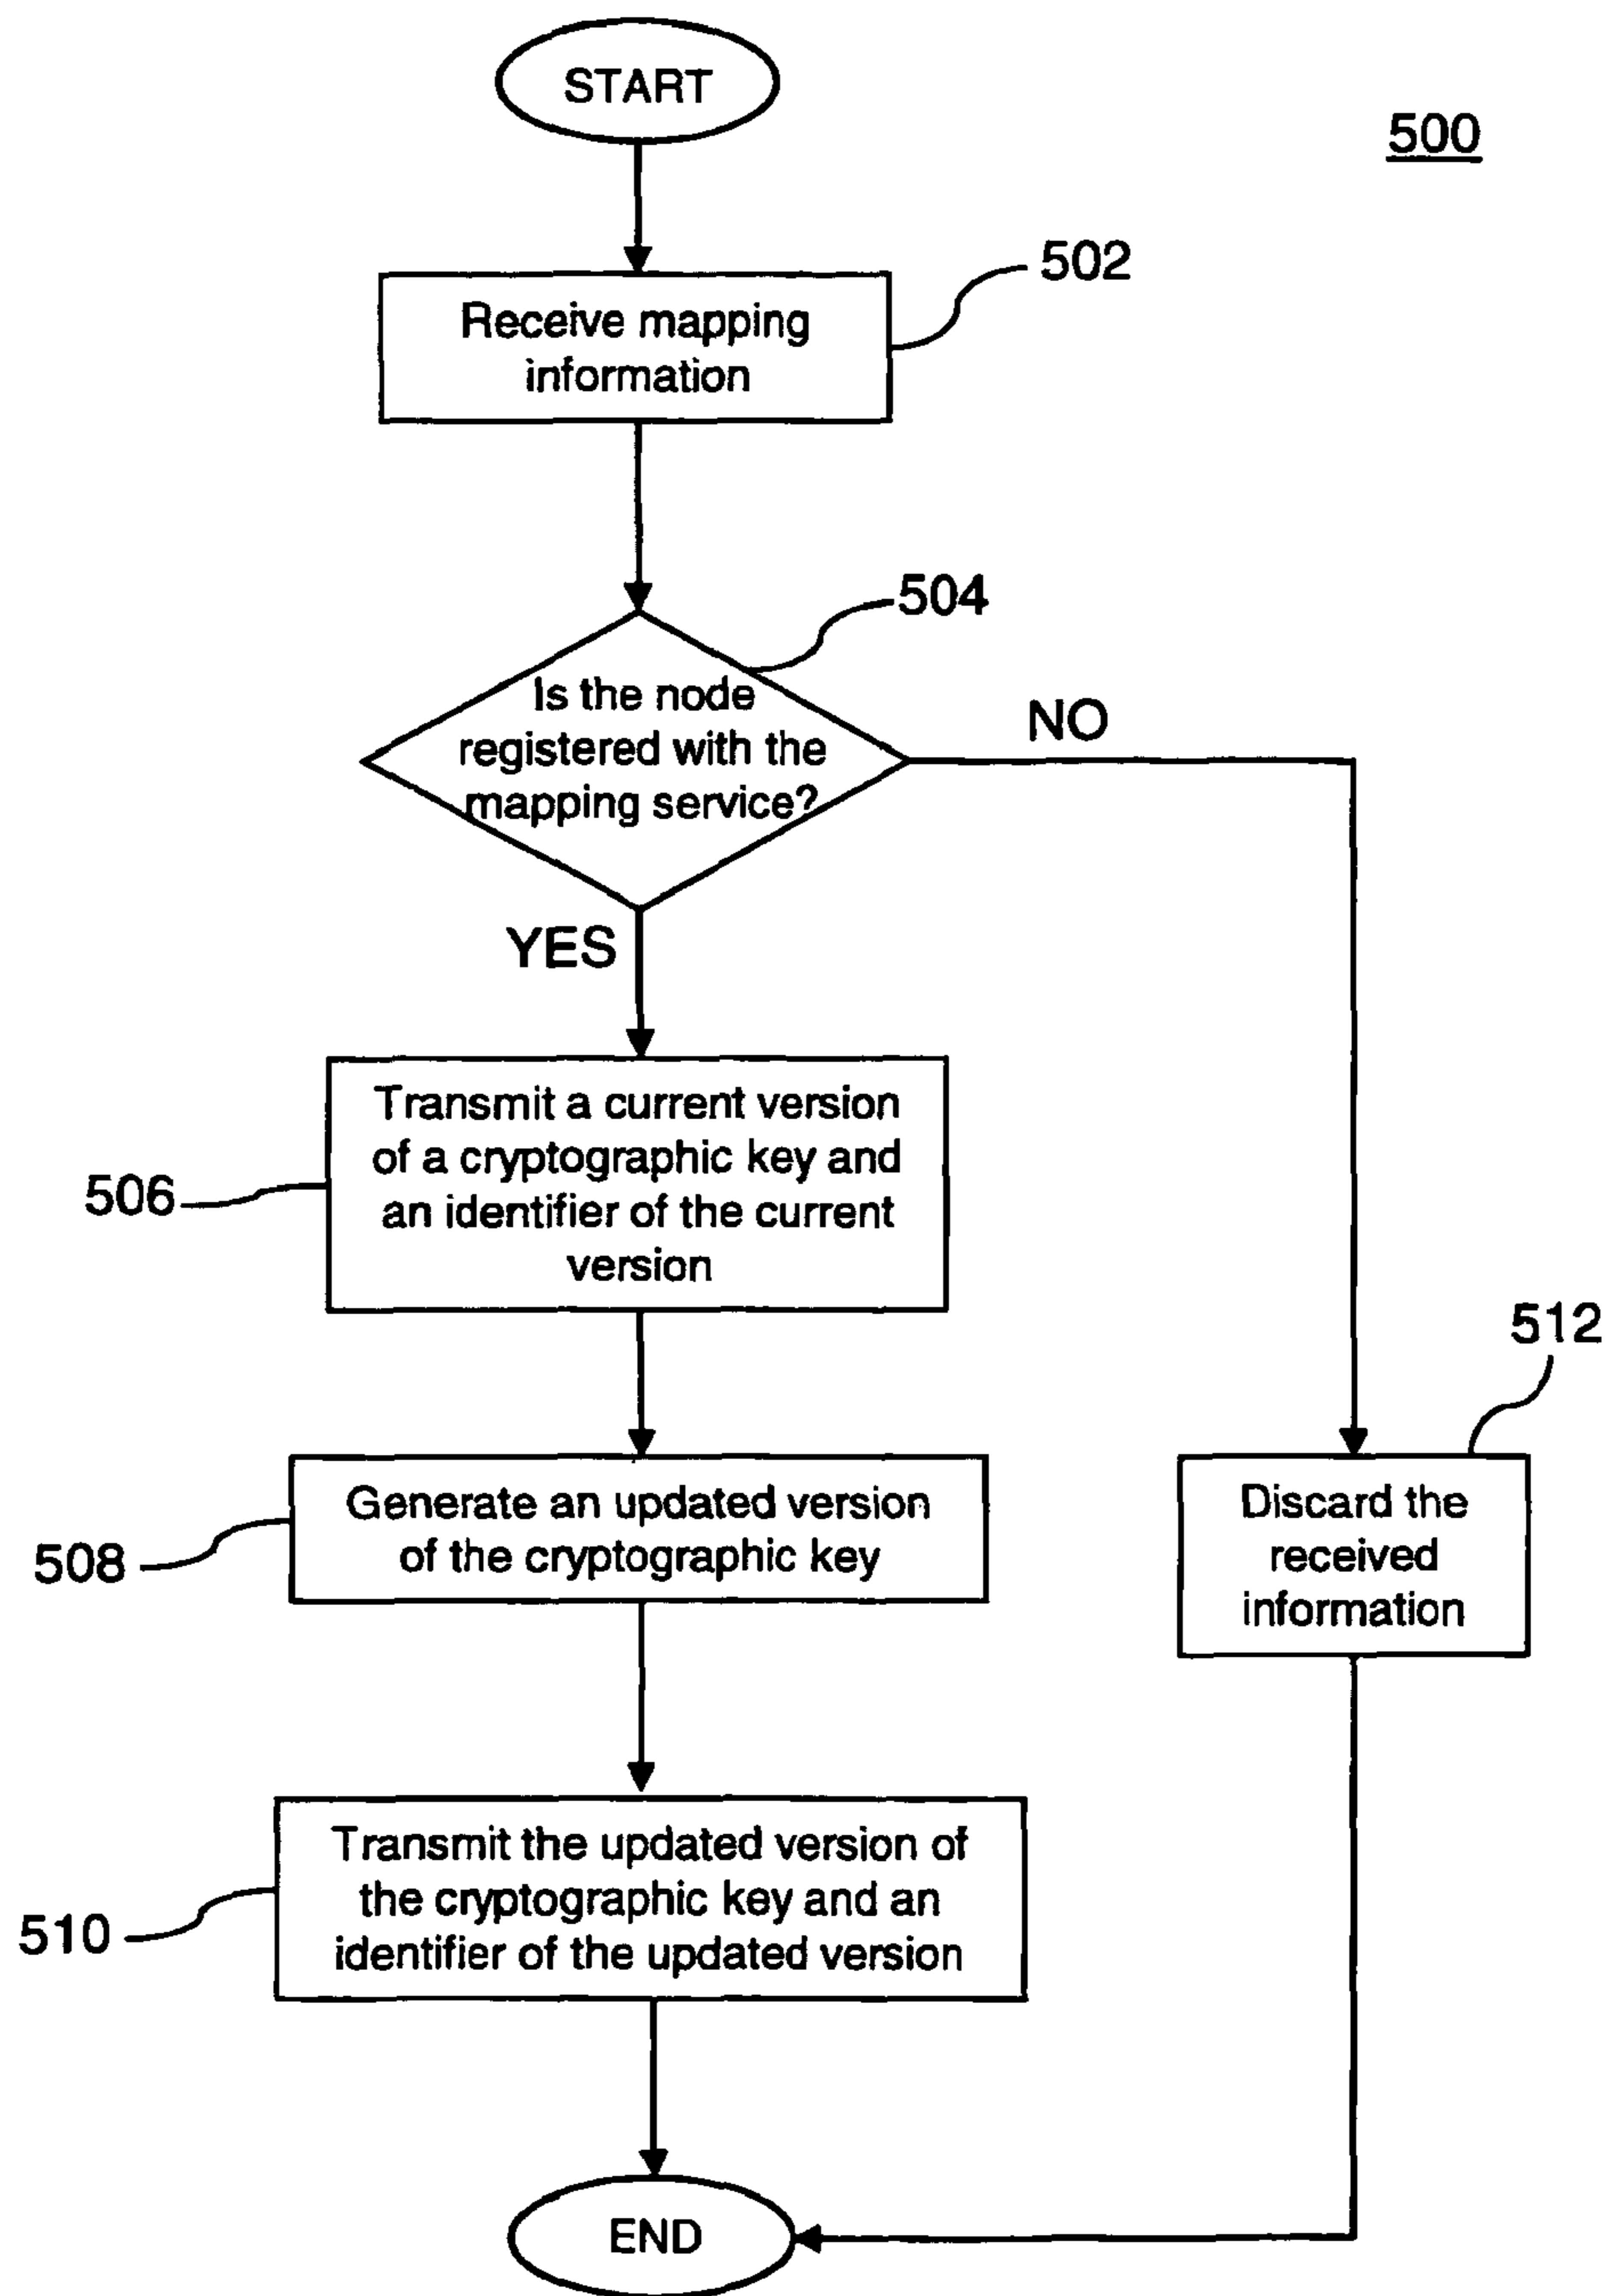 START
500
502
Receive mapping
information
504
Is the node
registered with the
mapping service?
NO
YES
506
Transmit a current version
of a cryptographic key and
an identifier of the current
version
512
508
Generate an updated version
of the cryptographic key
Discard the
received
information
510
Transmit the updated version of
the cryptographic key and an
identifier of the updated version
END